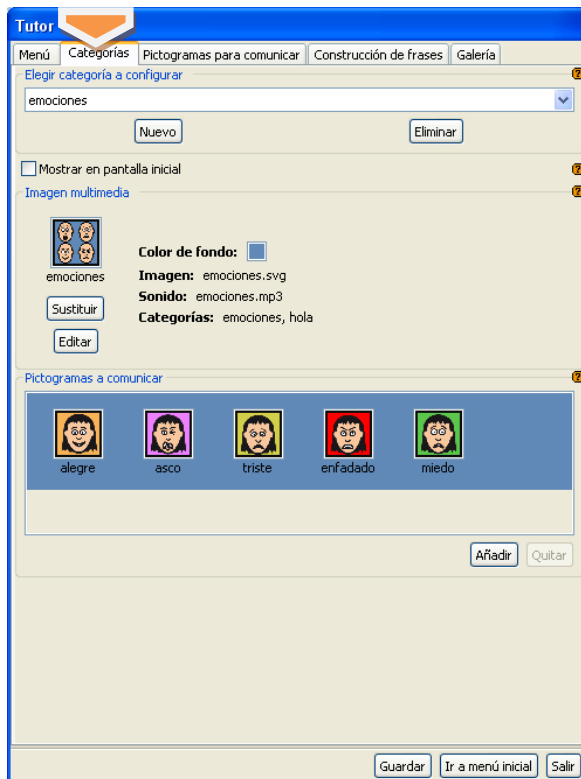 Tutor
Menú Categorías Pictogramas para comunicar Construcción de frases Galería
Elegir categoría a configurar
emociones
Nuevo Eliminar
Mostrar en pantalla inicial
Imagen multimedia
emociones
Sustituir
Editar
Color de fondo:
Imagen: emociones.svg
Sonido: emociones.mp3
Categorías: emociones, hola
Pictogramas a comunicar
alegre asco triste enfadado miedo
Añadir Quitar
Guardar Ir a menú inicial Salir